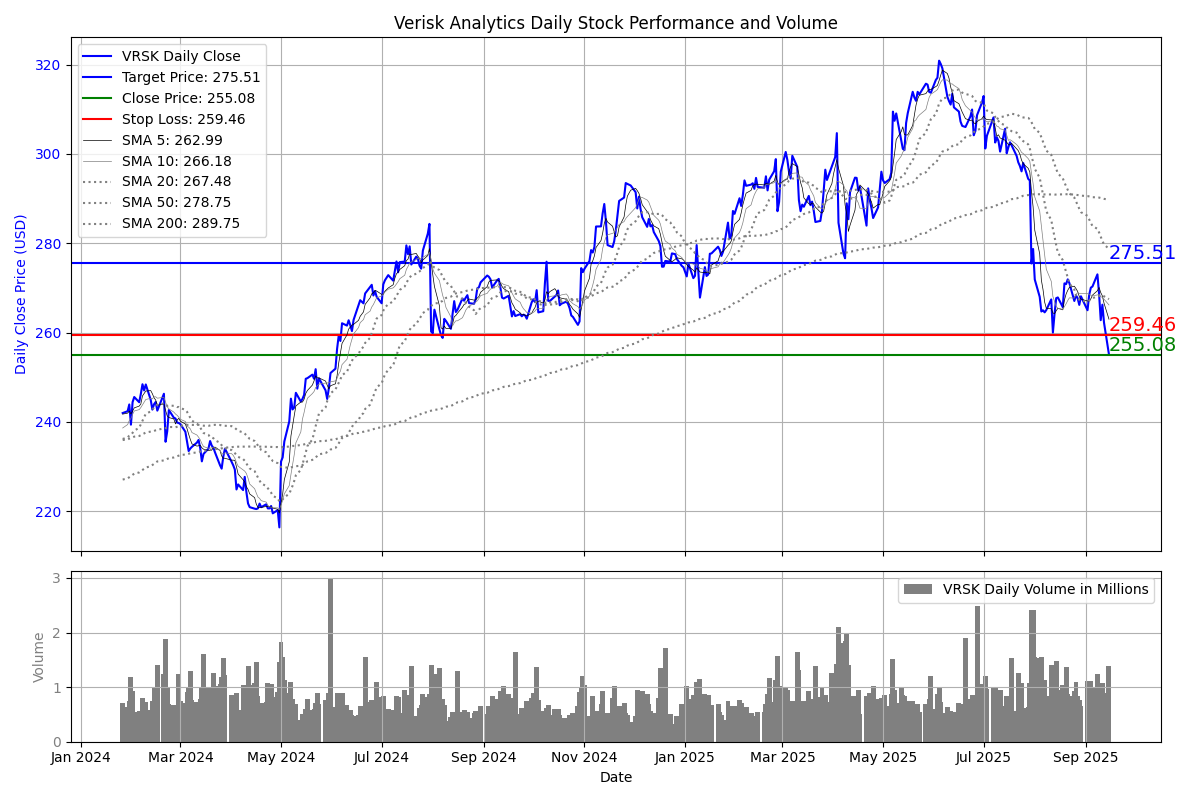 Verisk Analytics Daily Stock Performance and Volume
VRSK Daily Close
Target Price: 275.51
Close Price: 255.08
Stop Loss: 259.46
SMA 5: 262.99
SMA 10: 266.18
SMA 20: 267.48
SMA 50: 278.75
SMA 200: 289.75
320
300
280
260
240
220
Daily Close Price (USD)
275.51
259.46
255.08
VRSK Daily Volume in Millions
3
2
1
0
Volume
Jan 2024 Mar 2024 May 2024 Jul 2024 Sep 2024 Nov 2024 Jan 2025 Mar 2025 May 2025 Jul 2025 Sep 2025
Date